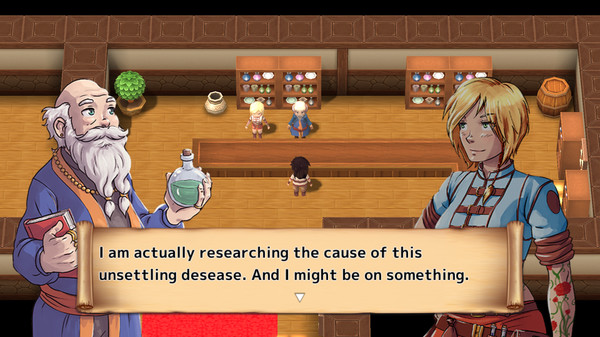 I am actually researching the cause of this
unsettling desease. And I might be on something.